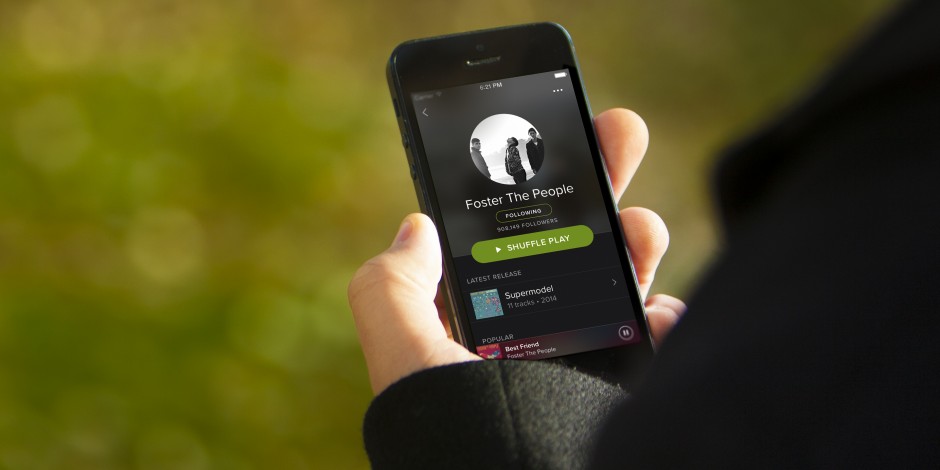 5:21 PM
Foster The People
FOLLOWING
908,149 FOLLOWERS
SHUFFLE PLAY
LATEST RELEASE
Supermodel
11 tracks • 2014
POPULAR
Best Friend
Foster The People